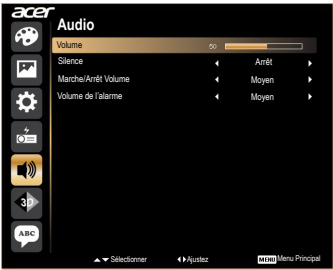 acer
Audio
Volume 50
Silence Arrêt
Marche/Arrêt Volume Moyen
Volume de l'alarme Moyen
3D
ABC
Sélectionner Ajustez MENU Menu Principal